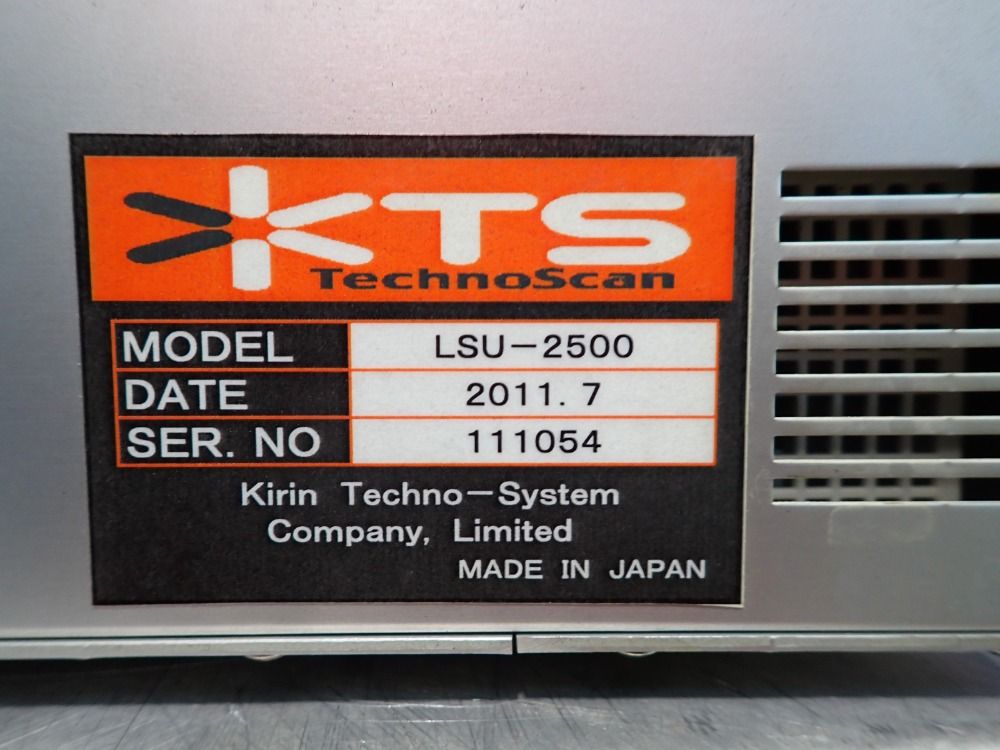 KTS
TechnoScan
MODEL LSU-2500
DATE 2011. 7
SER. NO 111054
Kirin Techno-System
Company, Limited
MADE IN JAPAN